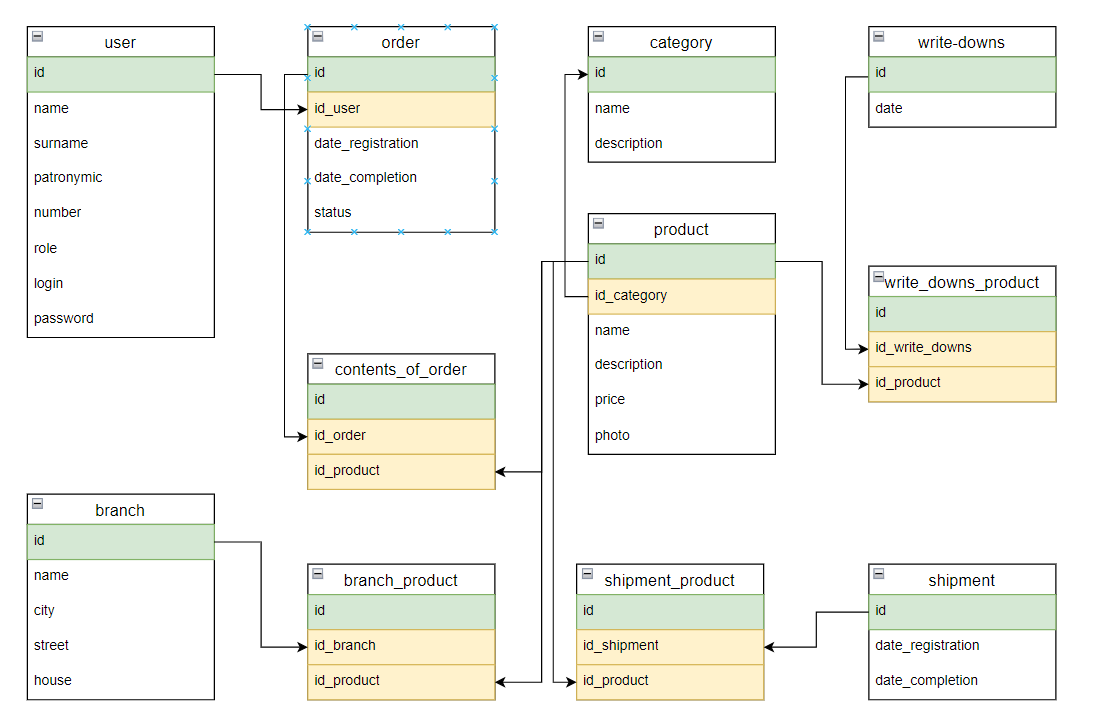 user
id
name
surname
patronymic
number
role
login
password
order
id
id_user
date_registration
date_completion
status
category
id
name
description
write-downs
id
date
product
id
id_category
name
description
price
photo
write_downs_product
id
id_write_downs
id_product
contents_of_order
id
id_order
id_product
branch
id
name
city
street
house
branch_product
id
id_branch
id_product
shipment_product
id
id_shipment
id_product
shipment
id
date_registration
date_completion